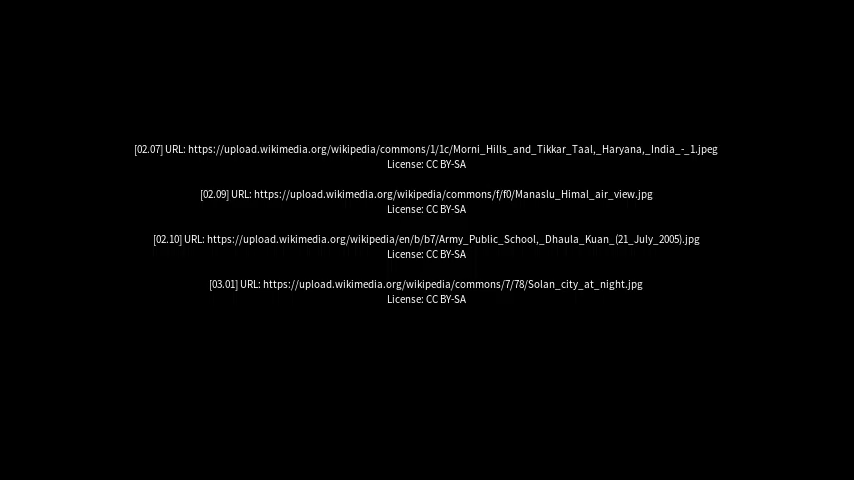 [02.07] URL: https://upload.wikimedia.org/wikipedia/commons/1/1c/Morni_Hills_and_Tikkar_Taal,_Haryana,_India_-_1.jpeg
License: CC BY-SA
[02.09] URL: https://upload.wikimedia.org/wikipedia/commons/f/f0/Manaslu_Himal_air_view.jpg
License: CC BY-SA
[02.10] URL: https://upload.wikimedia.org/wikipedia/en/b/b7/Army_Public_School,_Dhaula_Kuan_(21_July_2005).jpg
License: CC BY-SA
[03.01] URL: https://upload.wikimedia.org/wikipedia/commons/7/78/Solan_city_at_night.jpg
License: CC BY-SA